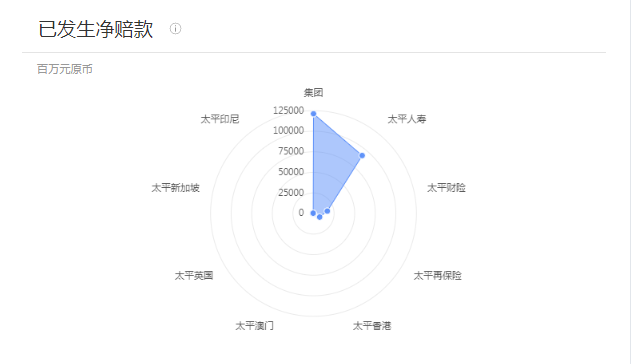 已发生净赔款
百万元原币
集团
太平印尼
太平人寿
125000
100000
75000
50000
25000
0
太平新加坡
太平财险
太平英国
太平再保险
太平澳门
太平香港